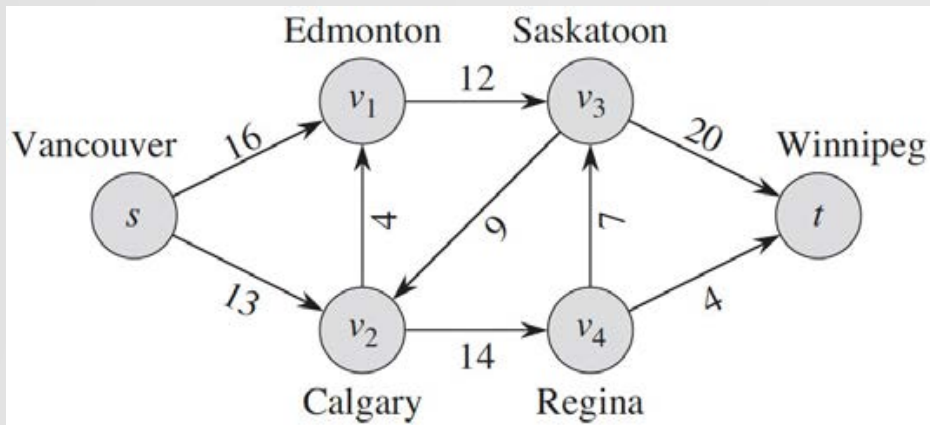 Edmonton Saskatoon
12
v1 v3
Vancouver 16 20 Winnipeg
s 4 9 7 t
13 4
v2 v4
14
Calgary Regina